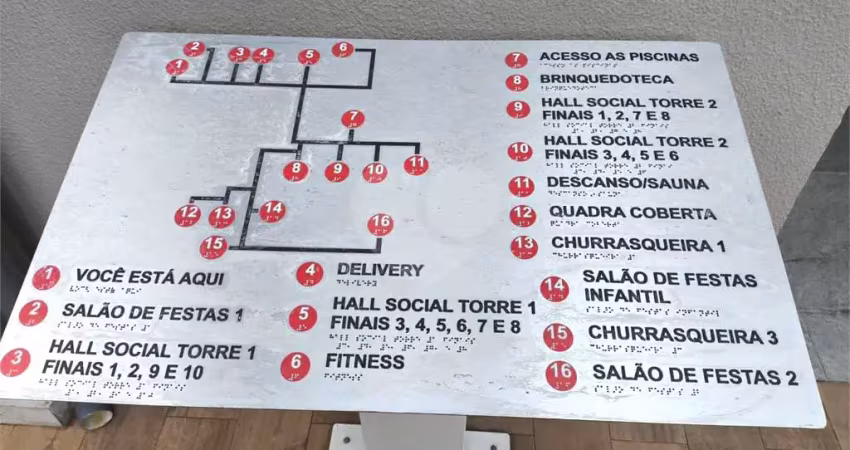 2
3
4
5
6
1
7
8
9
10
11
12
13
14
15
16
1 VOCÊ ESTÁ AQUI
2 SALÃO DE FESTAS 1
3 HALL SOCIAL TORRE 1
FINAIS 1, 2, 9 E 10
4 DELIVERY
5 HALL SOCIAL TORRE 1
FINAIS 3, 4, 5, 6, 7 E 8
6 FITNESS
7 ACESSO AS PISCINAS
8 BRINQUEDOTECA
9 HALL SOCIAL TORRE 2
FINAIS 1, 2, 7 E 8
10 HALL SOCIAL TORRE 2
FINAIS 3, 4, 5 E 6
11 DESCANSO/SAUNA
12 QUADRA COBERTA
13 CHURRASQUEIRA 1
14 SALÃO DE FESTAS
INFANTIL
15 CHURRASQUEIRA 3
16 SALÃO DE FESTAS 2